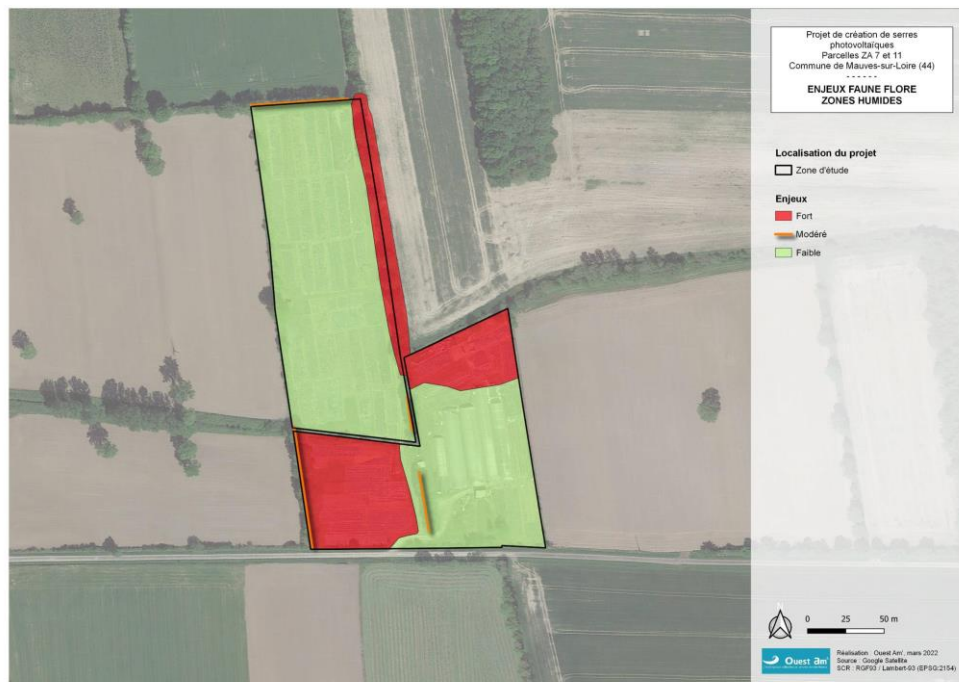 Projet de création de serres
photovoltaïques
Parcelles ZA 7 et 11
Commune de Mauves-sur-Loire (44)
- - - - - -
ENJEUX FAUNE FLORE
ZONES HUMIDES
Localisation du projet
Zone d'étude
Enjeux
Fort
Modéré
Faible
0 25 50 m
Ouest Am'
Réalisation : Ouest Am', mars 2022
Source : Google Satellite
SCR : RGF93 / Lambert-93 (EPSG:2154)